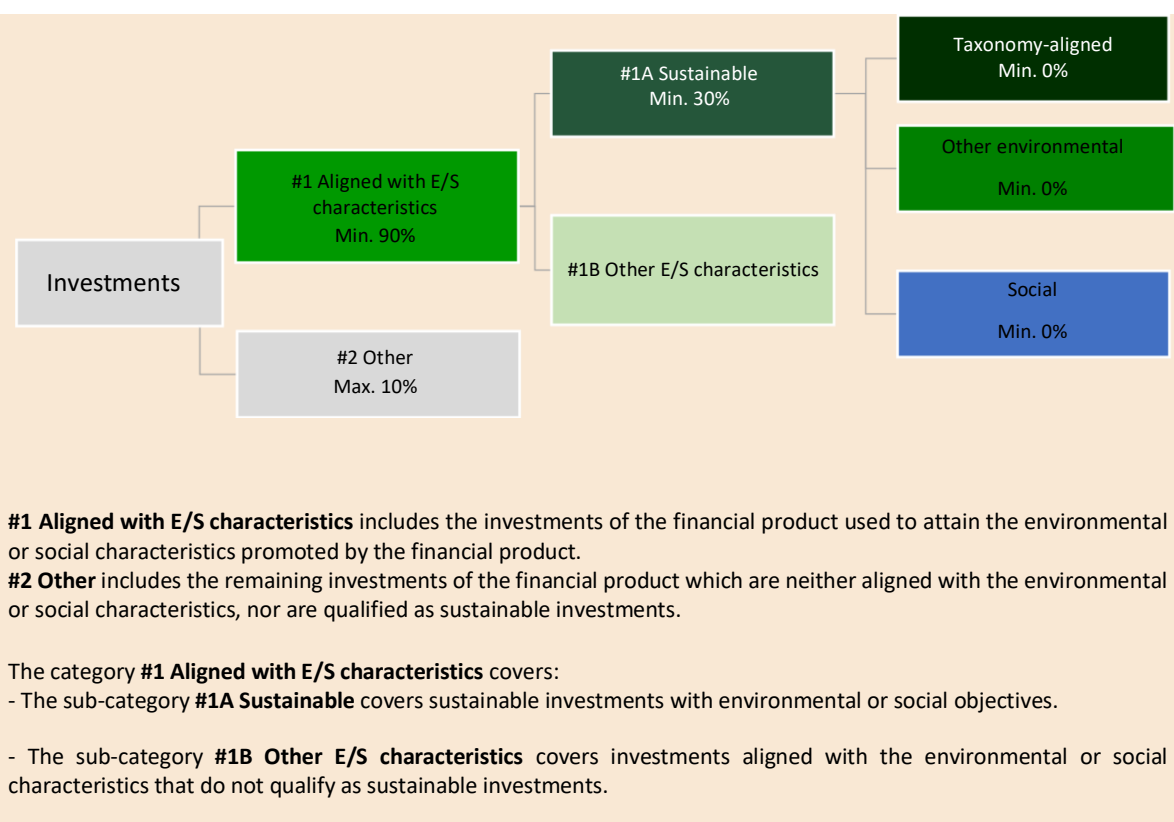 Taxonomy-aligned
Min. 0%
#1A Sustainable
Min. 30%
Other environmental
Min. 0%
#1 Aligned with E/S
characteristics
Min. 90%
#1B Other E/S characteristics
Investments
Social
Min. 0%
#2 Other
Max. 10%
#1 Aligned with E/S characteristics includes the investments of the financial product used to attain the environmental
or social characteristics promoted by the financial product.
#2 Other includes the remaining investments of the financial product which are neither aligned with the environmental
or social characteristics, nor are qualified as sustainable investments.
The category #1 Aligned with E/S characteristics covers:
- The sub-category #1A Sustainable covers sustainable investments with environmental or social objectives.
- The sub-category #1B Other E/S characteristics covers investments aligned with the environmental or social
characteristics that do not qualify as sustainable investments.